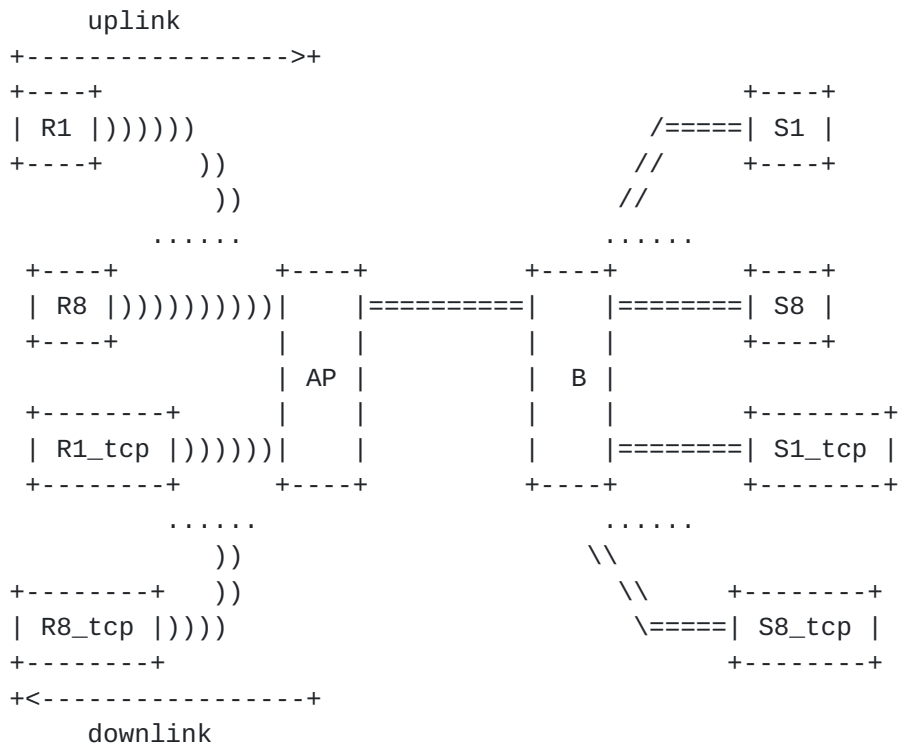 uplink
+----------------->+
+----+                                          +----+
| R1 |))))))                             /=====| S1 |
+----+      ))                          //     +----+
             ))                        //
         ......                       ......
 +----+          +----+          +----+        +----+
 | R8 |))))))))))|    |==========|    |========| S8 |
 +----+          |    |          |    |        +----+
                 | AP |          |  B |
 +--------+      |    |          |    |        +--------+
 | R1_tcp |))))))|    |          |    |========| S1_tcp |
 +--------+      +----+          +----+        +--------+
          ......                      ......
             ))                      \\
+--------+   ))                        \\     +--------+
| R8_tcp |))))                          \=====| S8_tcp |
+--------+                                    +--------+
+<-----------------+
     downlink